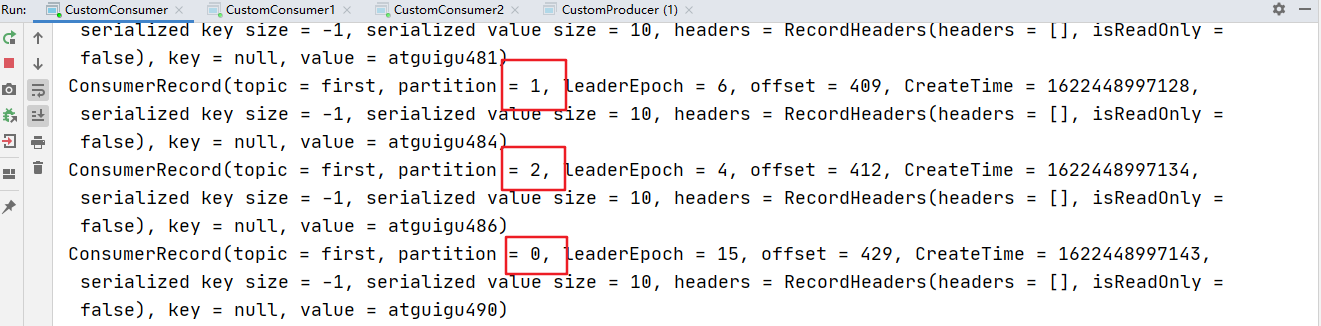 Run: CustomConsumer × CustomConsumer1 × CustomConsumer2 × CustomProducer (1) ×
serialized key size = -1, serialized value size = 10, headers = RecordHeaders(headers = [], isReadOnly =
false), key = null, value = atguigu481)
ConsumerRecord(topic = first, partition = 1, leaderEpoch = 6, offset = 409, CreateTime = 1622448997128,
serialized key size = -1, serialized value size = 10, headers = RecordHeaders(headers = [], isReadOnly =
false), key = null, value = atguigu484)
ConsumerRecord(topic = first, partition = 2, leaderEpoch = 4, offset = 412, CreateTime = 1622448997134,
serialized key size = -1, serialized value size = 10, headers = RecordHeaders(headers = [], isReadOnly =
false), key = null, value = atguigu486)
ConsumerRecord(topic = first, partition = 0, leaderEpoch = 15, offset = 429, CreateTime = 1622448997143,
serialized key size = -1, serialized value size = 10, headers = RecordHeaders(headers = [], isReadOnly =
false), key = null, value = atguigu490)